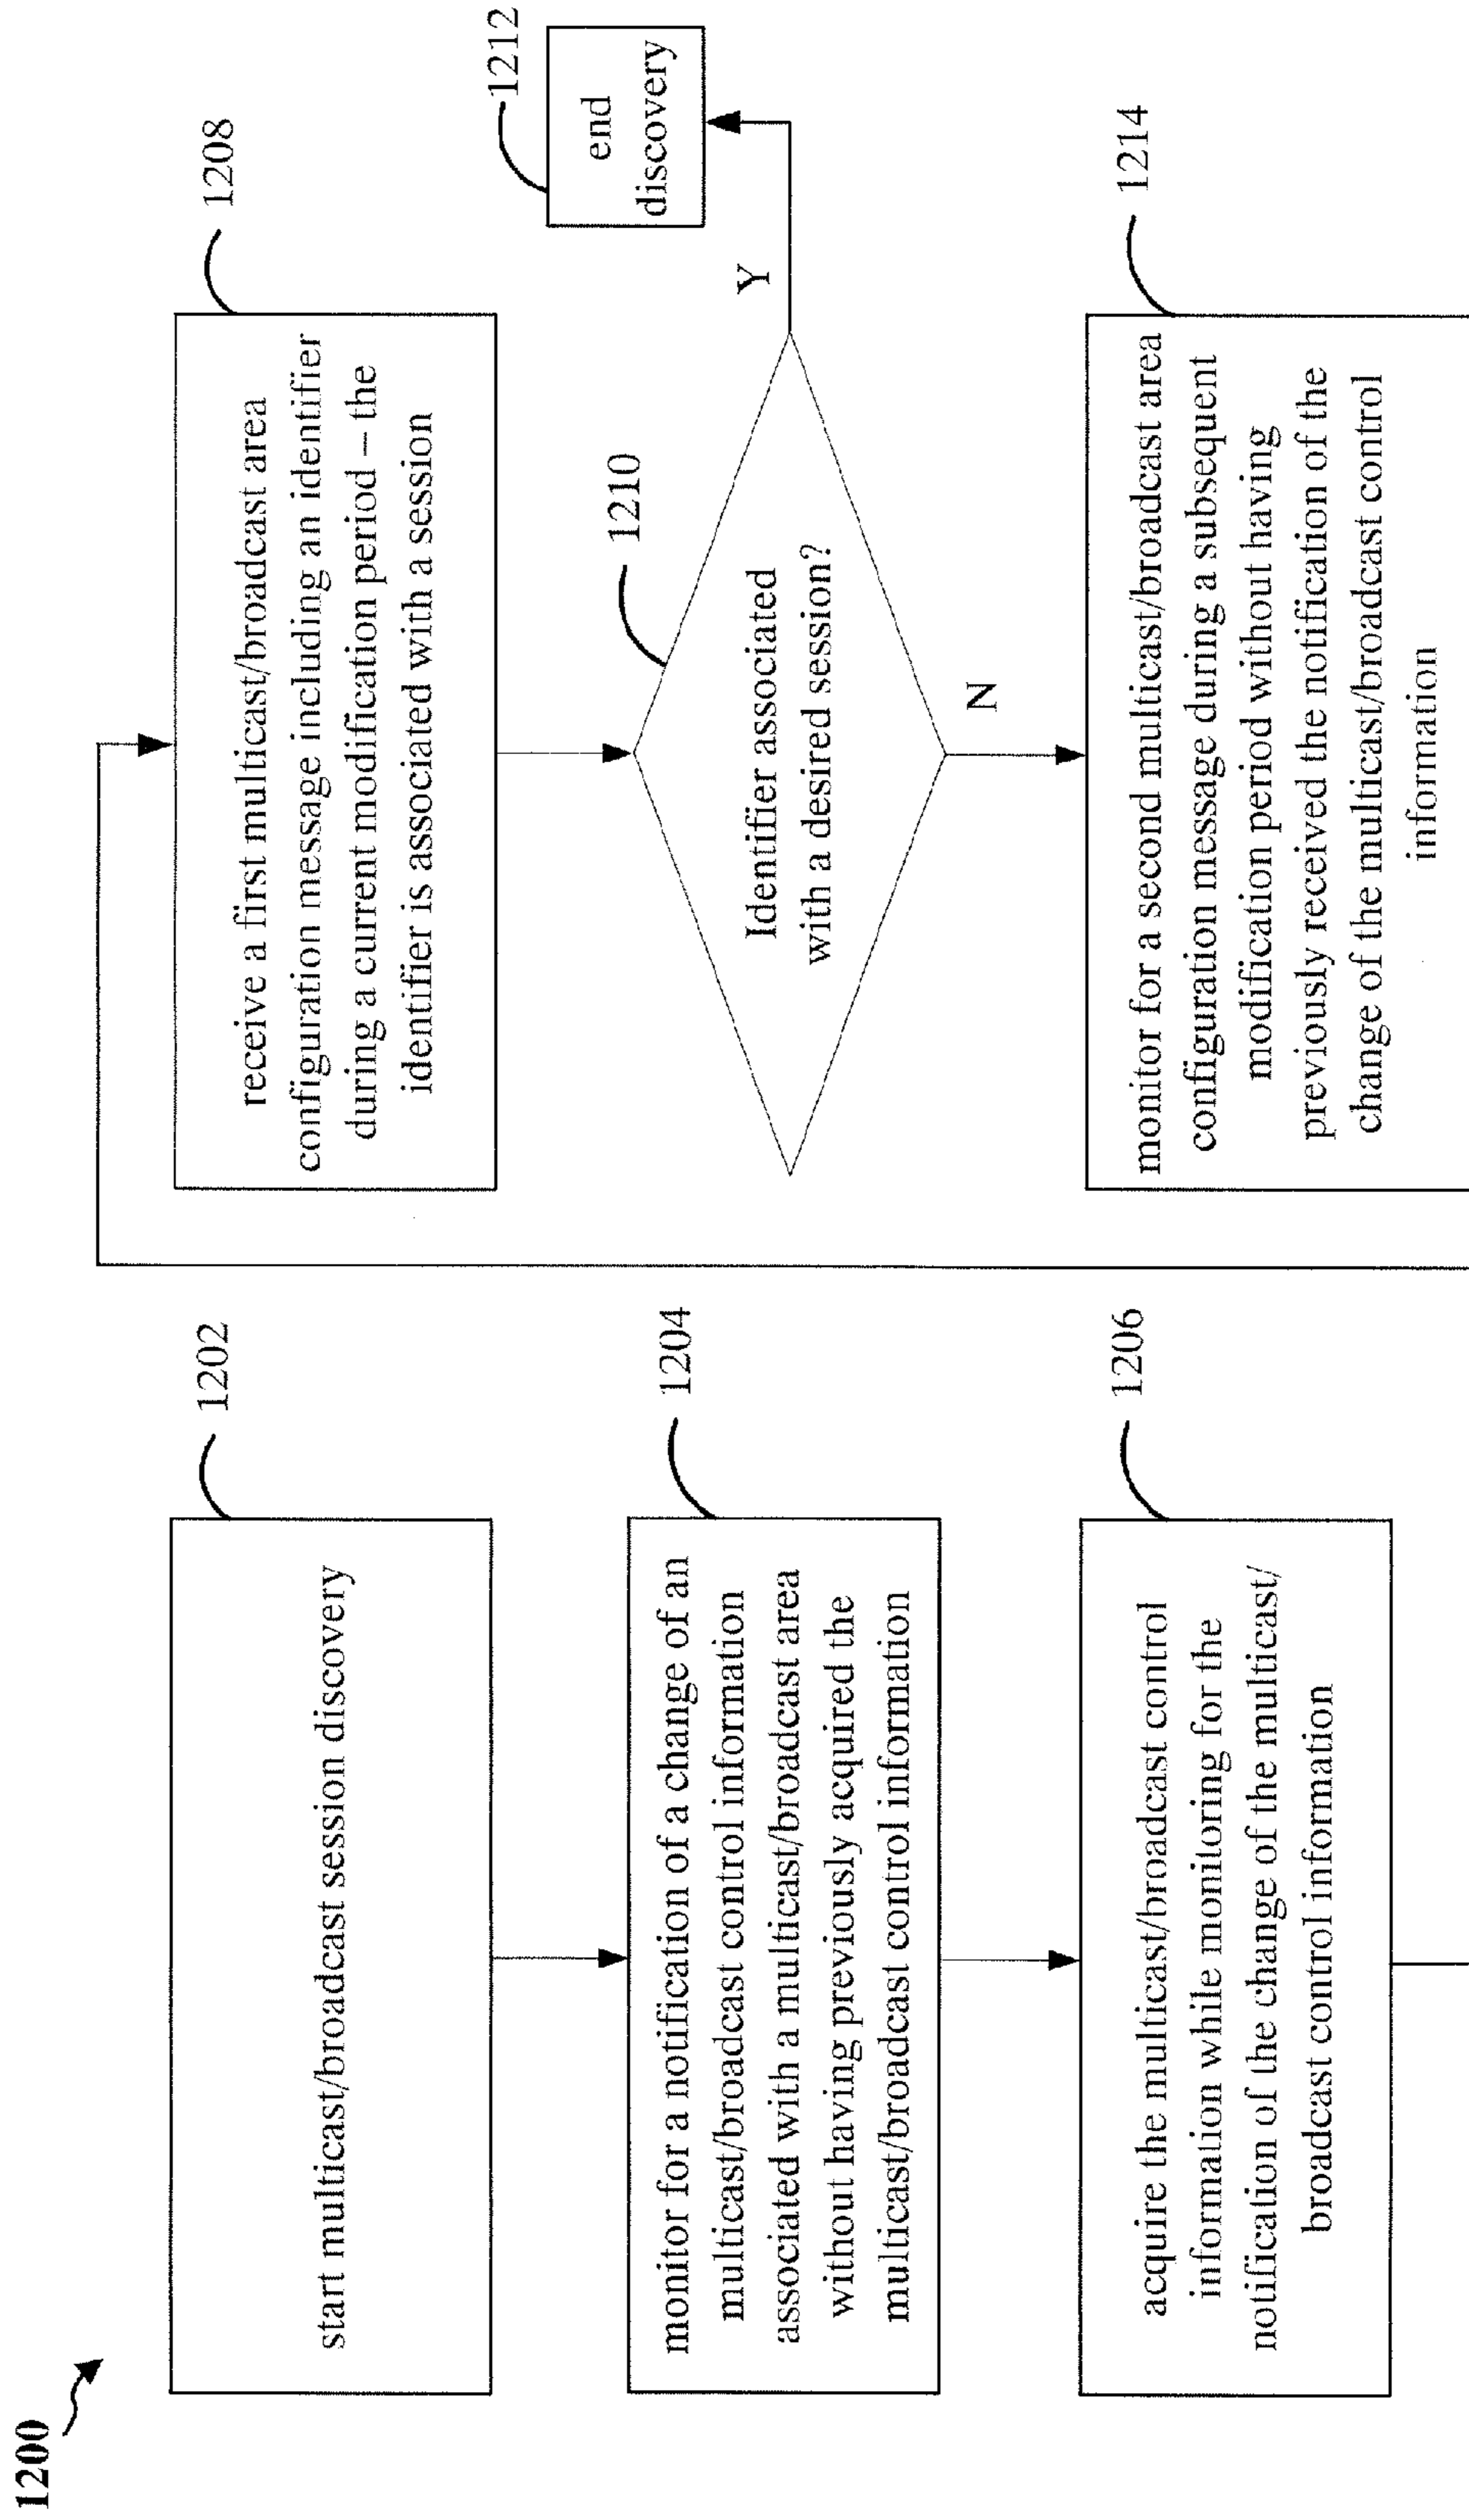 1200
1202
start multicast/broadcast session discovery
1204
monitor for a notification of a change of an
multicast/broadcast control information
associated with a multicast/broadcast area
without having previously acquired the
multicast/broadcast control information
1206
acquire the multicast/broadcast control
information while monitoring for the
notification of the change of the multicast/
broadcast control information
1208
receive a first multicast/broadcast area
configuration message including an identifier
during a current modification period – the
identifier is associated with a session
1210
Identifier associated
with a desired session?
Y
1212
end
discovery
N
1214
monitor for a second multicast/broadcast area
configuration message during a subsequent
modification period without having
previously received the notification of the
change of the multicast/broadcast control
information